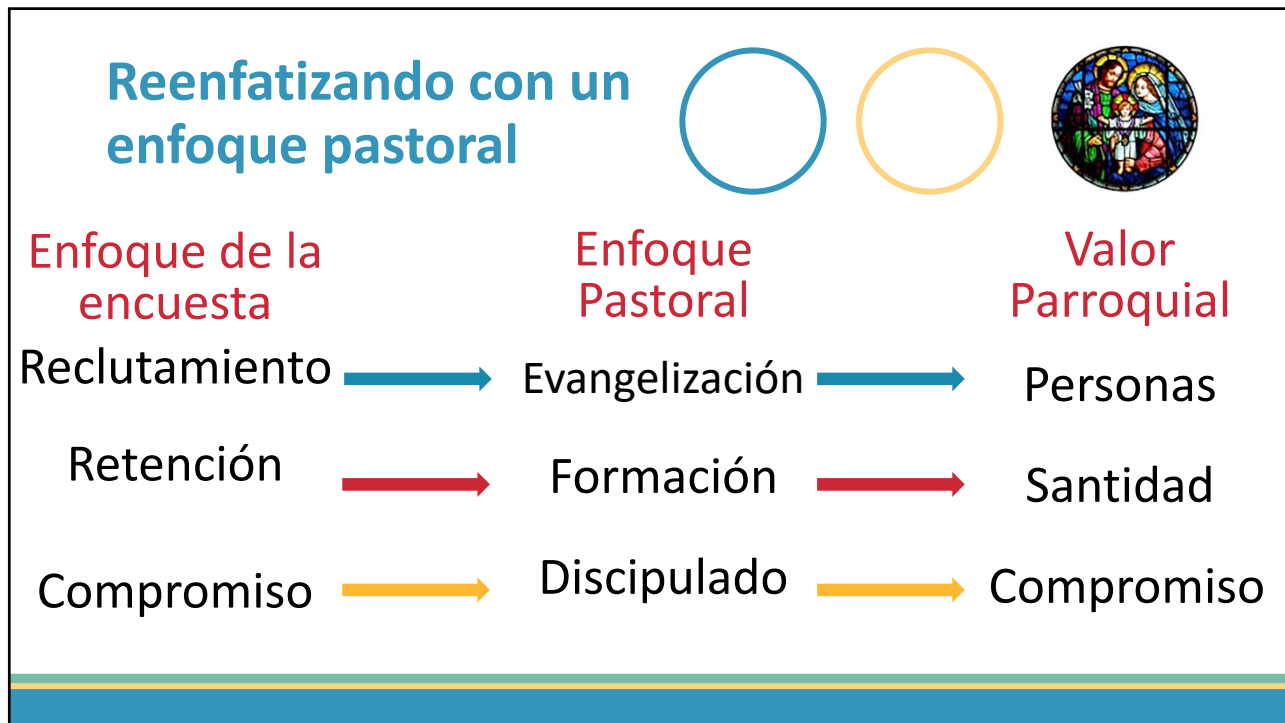 Reenfatizando con un
enfoque pastoral
Enfoque de la
encuesta
Enfoque
Pastoral
Valor
Parroquial
Reclutamiento
Evangelización
Personas
Retención
Formación
Santidad
Compromiso
Discipulado
Compromiso